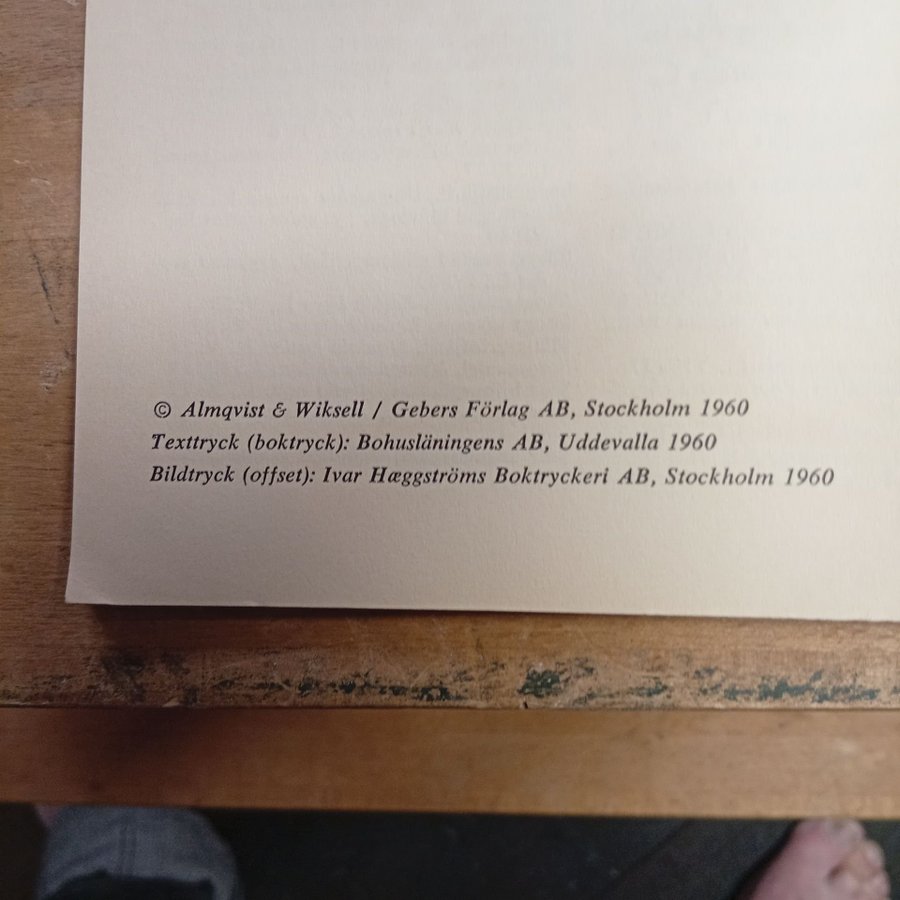 © Almqvist & Wiksell / Gebers Förlag AB, Stockholm 1960
Texttryck (boktryck): Bohusläningens AB, Uddevalla 1960
Bildtryck (offset): Ivar Hæggströms Boktryckeri AB, Stockholm 1960